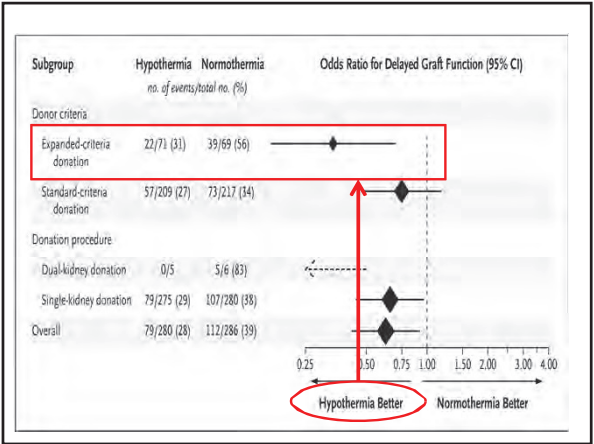 Subgroup Hypothermia Normothermia Odds Ratio for Delayed Graft Function (95% CI)
no. of events/total no. (%)
Donor criteria
Expanded-criteria donation 22/71 (31) 39/69 (56)
Standard-criteria donation 57/209 (27) 73/217 (14)
Donation procedure
Dual-kidney donation 0/5 5/6 (83)
Single-kidney donation 79/275 (29) 107/280 (38)
Overall 79/280 (28) 112/286 (39)
0.25 0.50 0.75 1.00 1.50 2.00 3.00 4.00
Hypothermia Better Normothermia Better